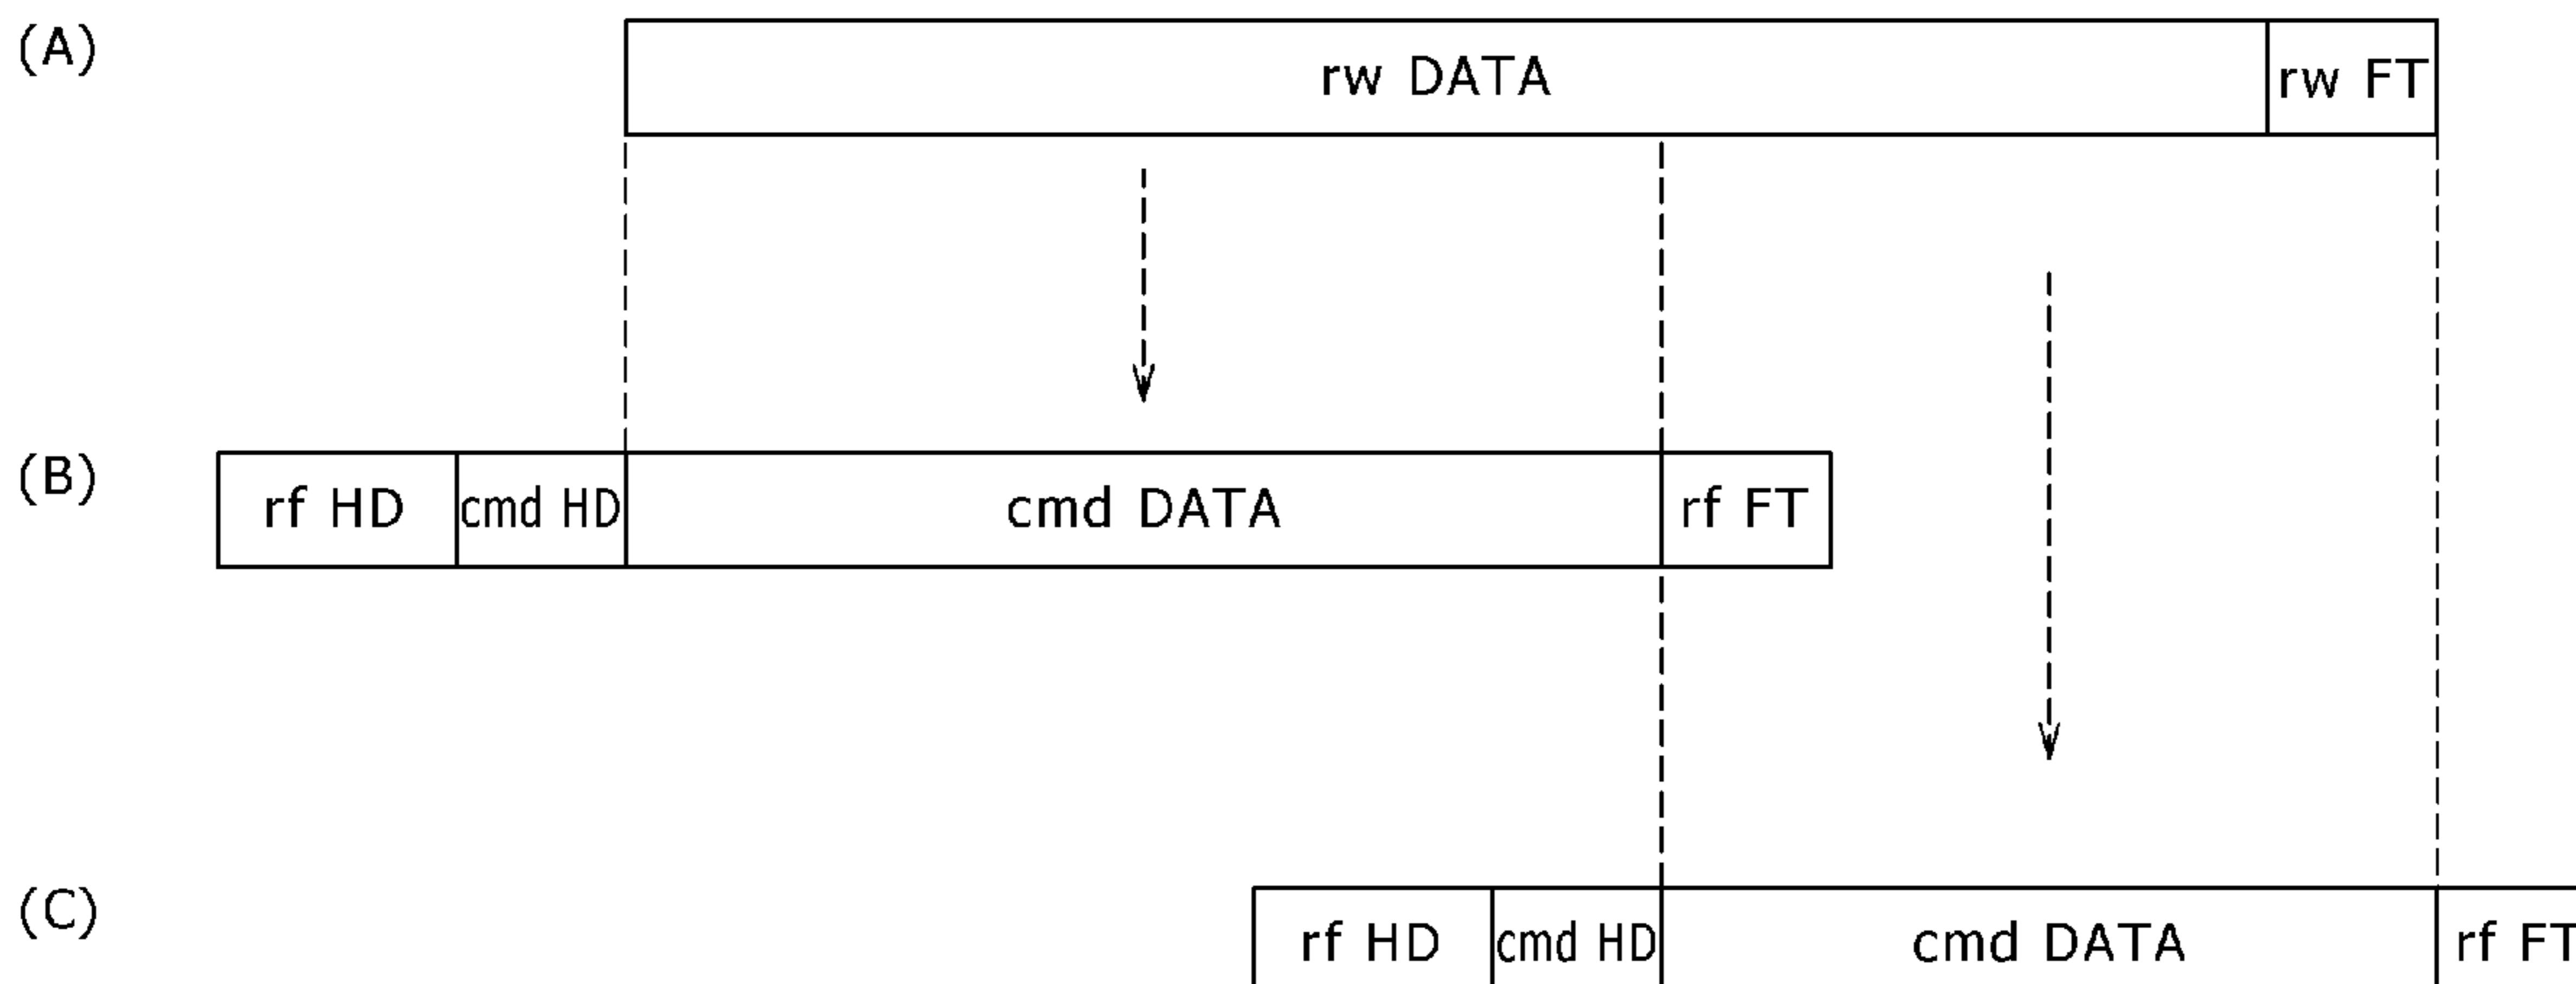 (A) rw DATA rw FT
(B) rf HD cmd HD cmd DATA rf FT
(C) rf HD cmd HD cmd DATA rf FT